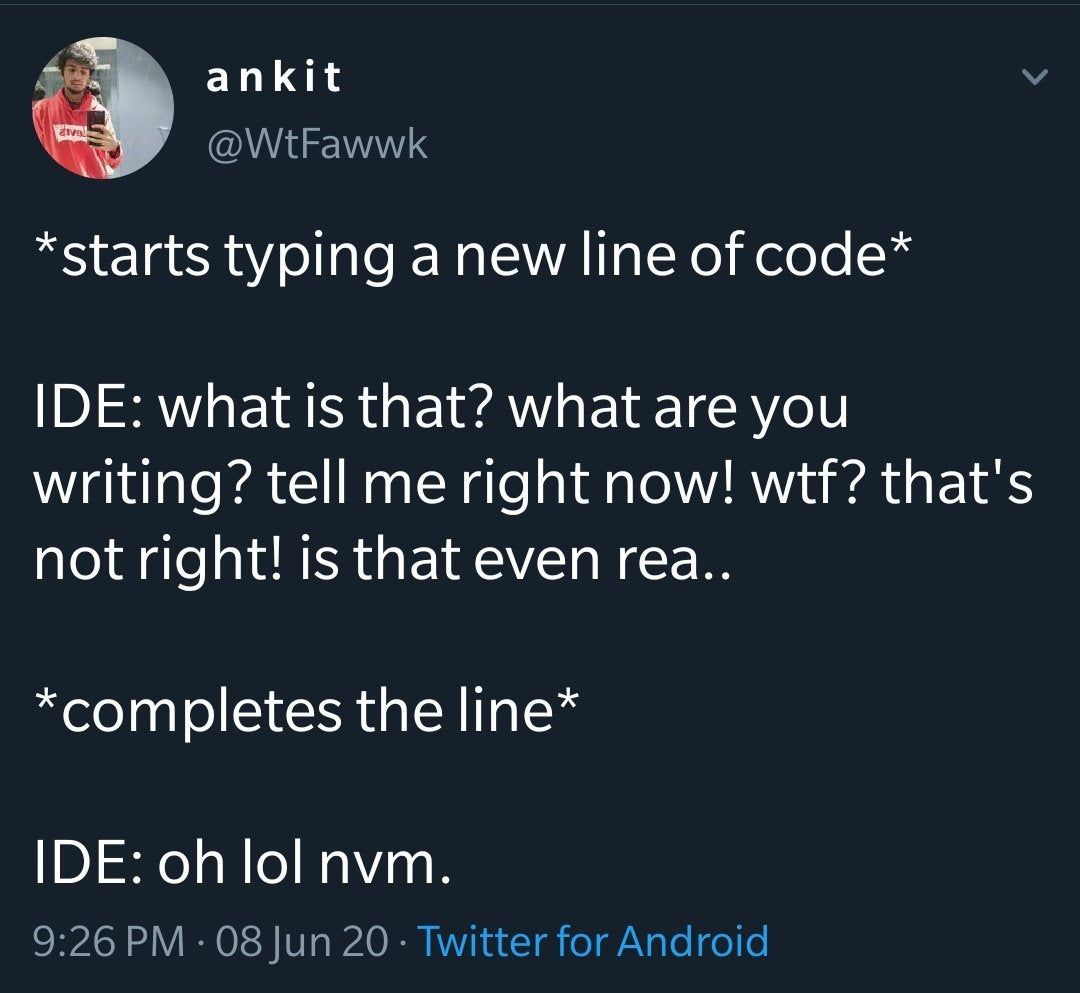 ankit
@WtFawwk
*starts typing a new line of code*
IDE: what is that? what are you
writing? tell me right now! wtf? that's
not right! is that even rea..
*completes the line*
IDE: oh lol nvm.
9:26 PM · 08 Jun 20 · Twitter for Android